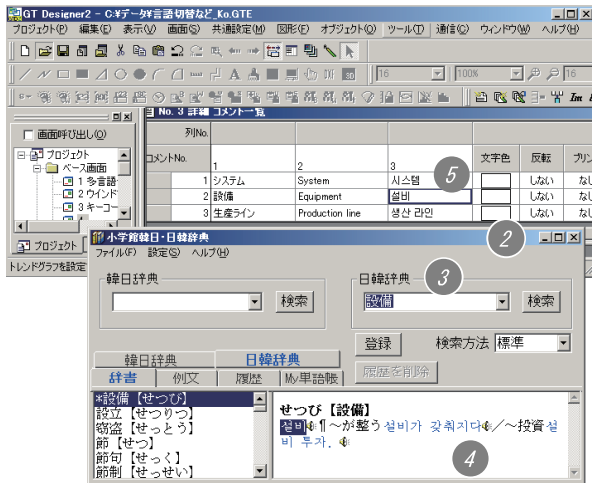 GT Designer2 - C:¥データ¥言語切替など_Ko.GTE
プロジェクト(P) 編集(E) 表示(V) 画面(S) 共通設定(M) 図形(F) オブジェクト(O) ツール(T) 通信(C) ウィンドウ(W) ヘルプ(H)
16 100% 16
No. 3 詳細 コメント一覧
画面呼び出し(O)
プロジェクト
ベース画面
1 多言語
2 ウインド
3 キーコー
プロジェクト
トレンドグラフを設定
列No.
コメントNo. 1 2 3 文字色 反転 プリン
1 システム System 시스템 しない なし
2 設備 Equipment 설비 しない なし
3 生産ライン Production line 생산 라인 しない なし
5
2
小学館韓日・日韓辞典
ファイル(F) 設定(S) ヘルプ(H)
韓日辞典
検索
日韓辞典
3
設備 検索
登録 検索方法 標準
履歴を削除
韓日辞典 日韓辞典
辞書 例文 履歴 My単語帳
*設備【せつび】
設立【せつりつ】
窃盗【せっとう】
節【せつ】
節句【せっく】
節制【せっせい】
せつび【設備】
설비¶～が整う설비가 갖춰지다／～投資설
비 투자.
4